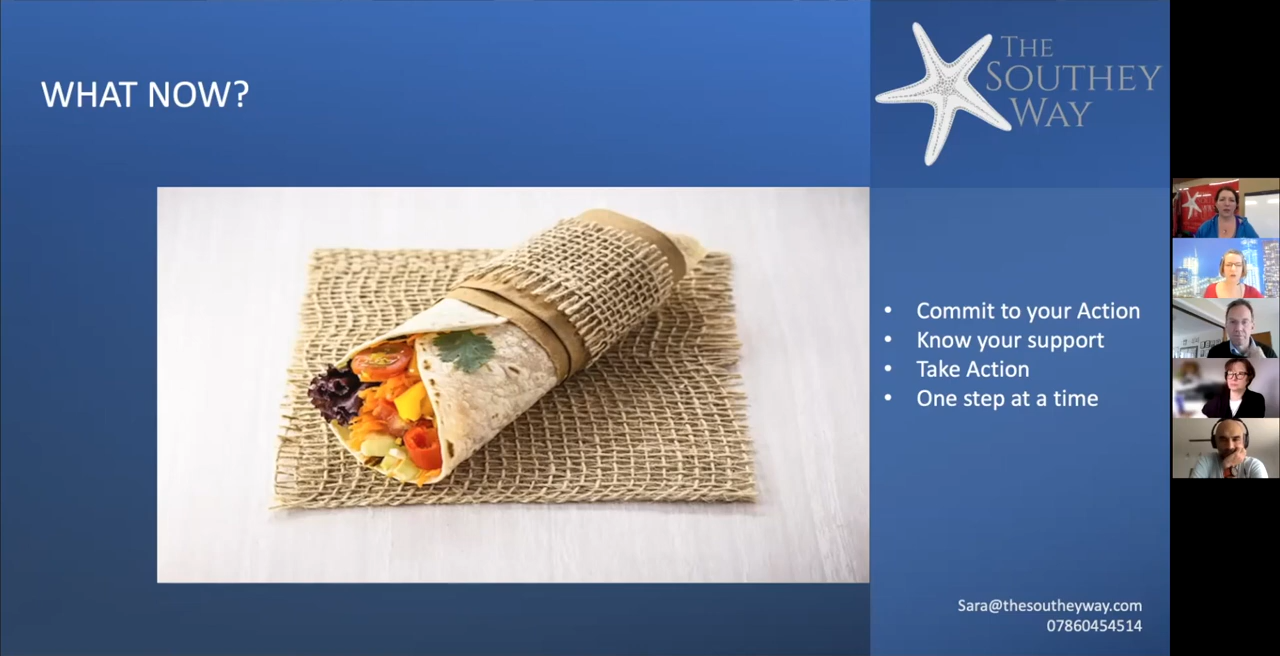 WHAT NOW?
THE
SOUTHEY
WAY
• Commit to your Action
• Know your support
• Take Action
• One step at a time
Sara@thesoutheyway.com
07860454514